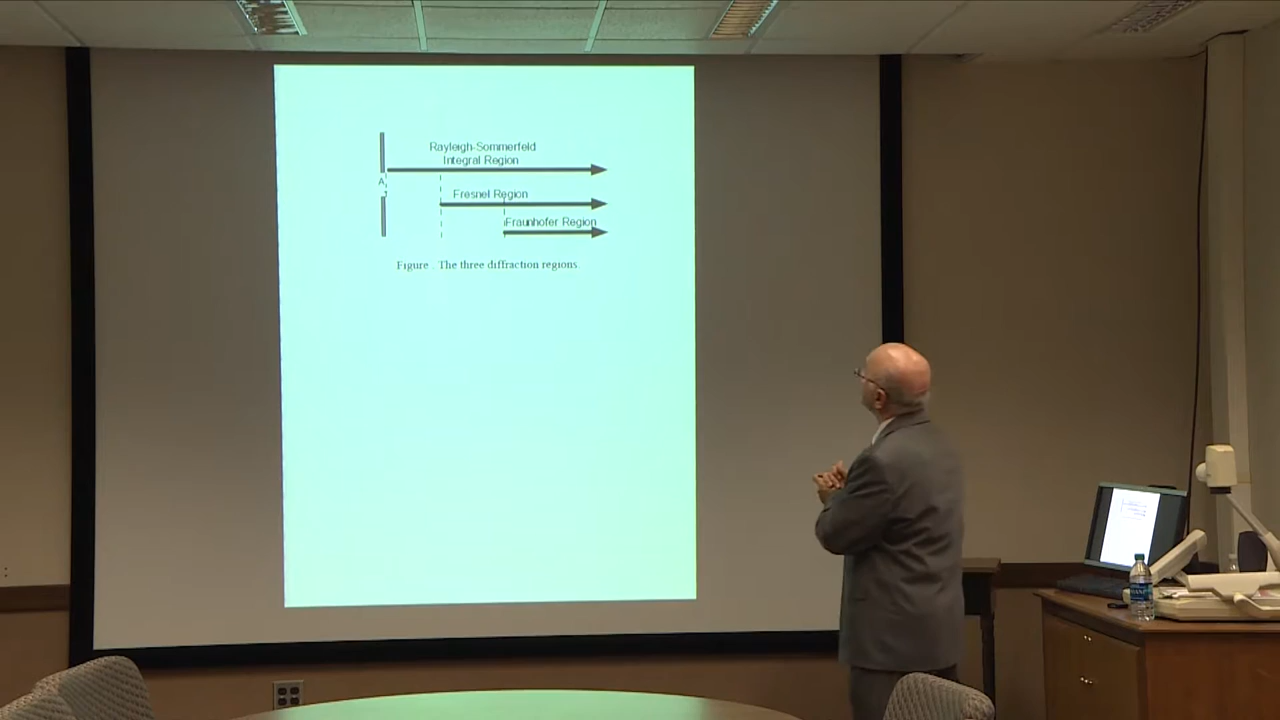 Rayleigh-Sommerfeld
Integral Region
A
Fresnel Region
Fraunhofer Region
Figure . The three diffraction regions.